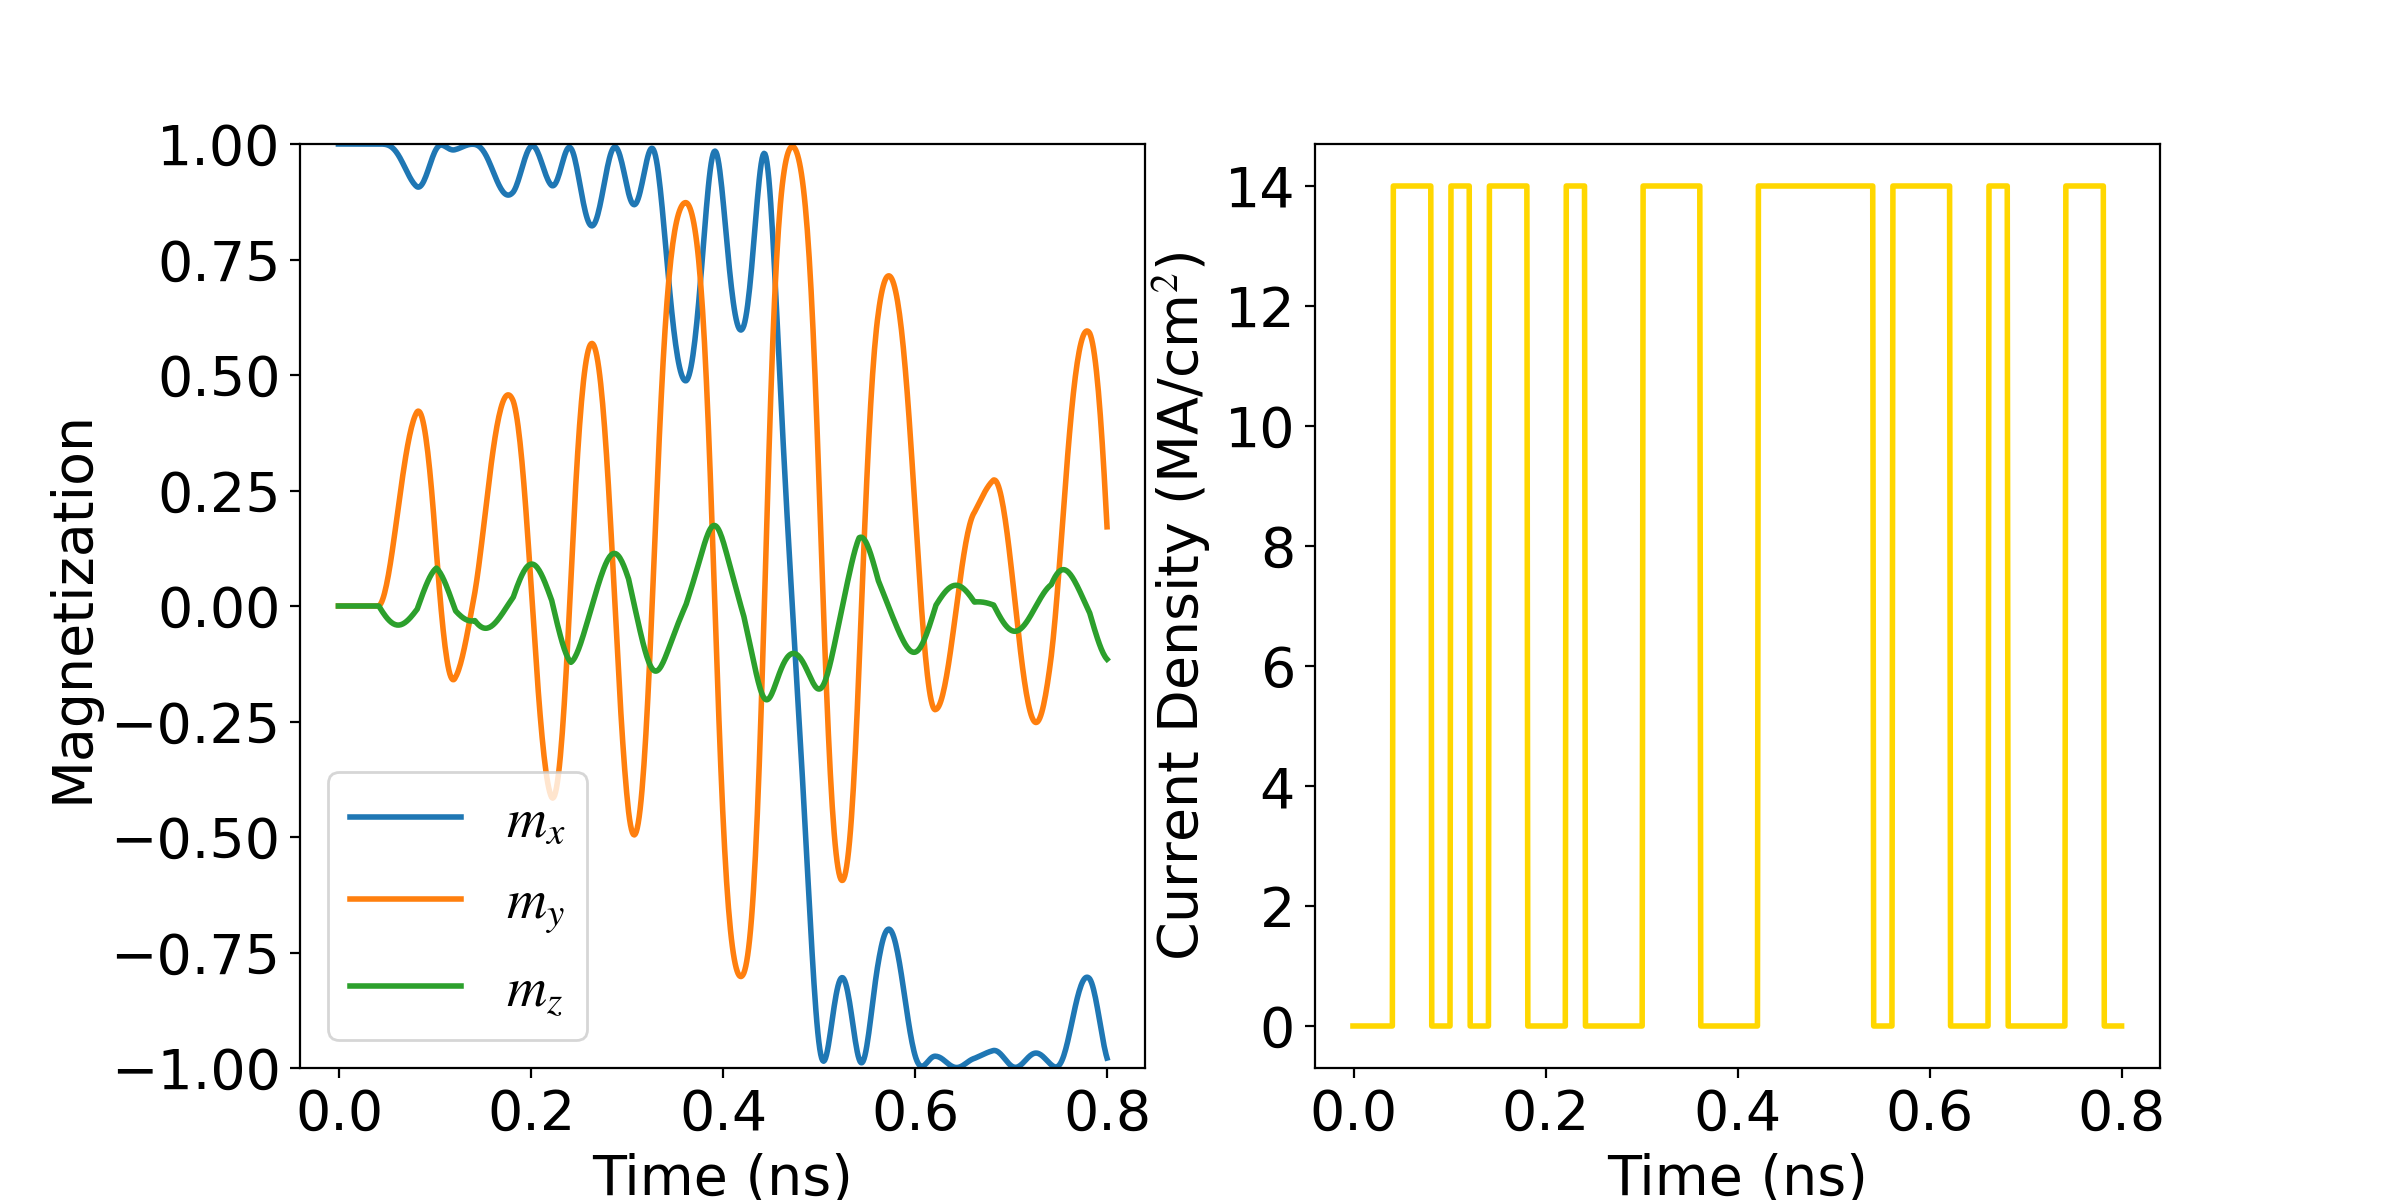 Magnetization
1.00
0.75
0.50
0.25
0.00
−0.25
−0.50
−0.75
−1.00
m_x
m_y
m_z
0.0 0.2 0.4 0.6 0.8
Time (ns)
Current Density (MA/cm²)
14
12
10
8
6
4
2
0
0.0 0.2 0.4 0.6 0.8
Time (ns)